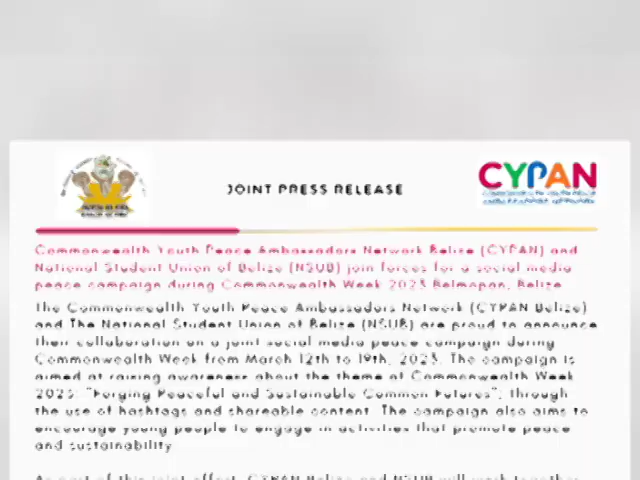 JOINT PRESS RELEASE
CYPAN
Commonwealth Youth Peace Ambassadors Network Belize (CYPAN) and
National Student Union of Belize (NSUB) join forces for a social media
peace campaign during Commonwealth Week 2023 Belmopan, Belize
The Commonwealth Youth Peace Ambassadors Network (CYPAN Belize)
and The National Student Union of Belize (NSUB) are proud to announce
their collaboration on a joint social media peace campaign during
Commonwealth Week from March 12th to 19th, 2023. The campaign is
aimed at raising awareness about the theme of Commonwealth Week
2023: "Forging Peaceful and Sustainable Common Futures", through
the use of hashtags and shareable content. The campaign also aims to
encourage young people to engage in activities that promote peace
and sustainability.
As part of this joint effort, CYPAN Belize and NSUB will work together